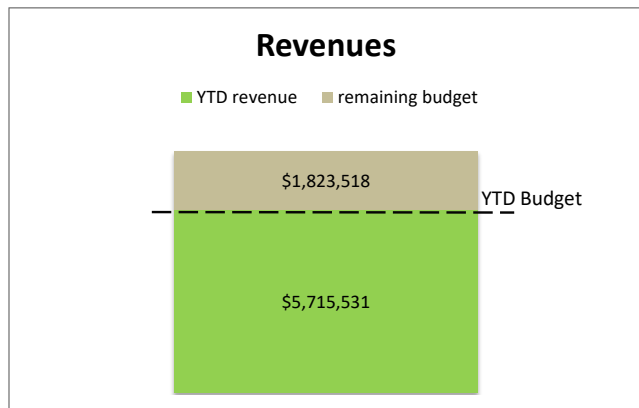 Revenues
YTD revenue remaining budget
$1,823,518
YTD Budget
$5,715,531